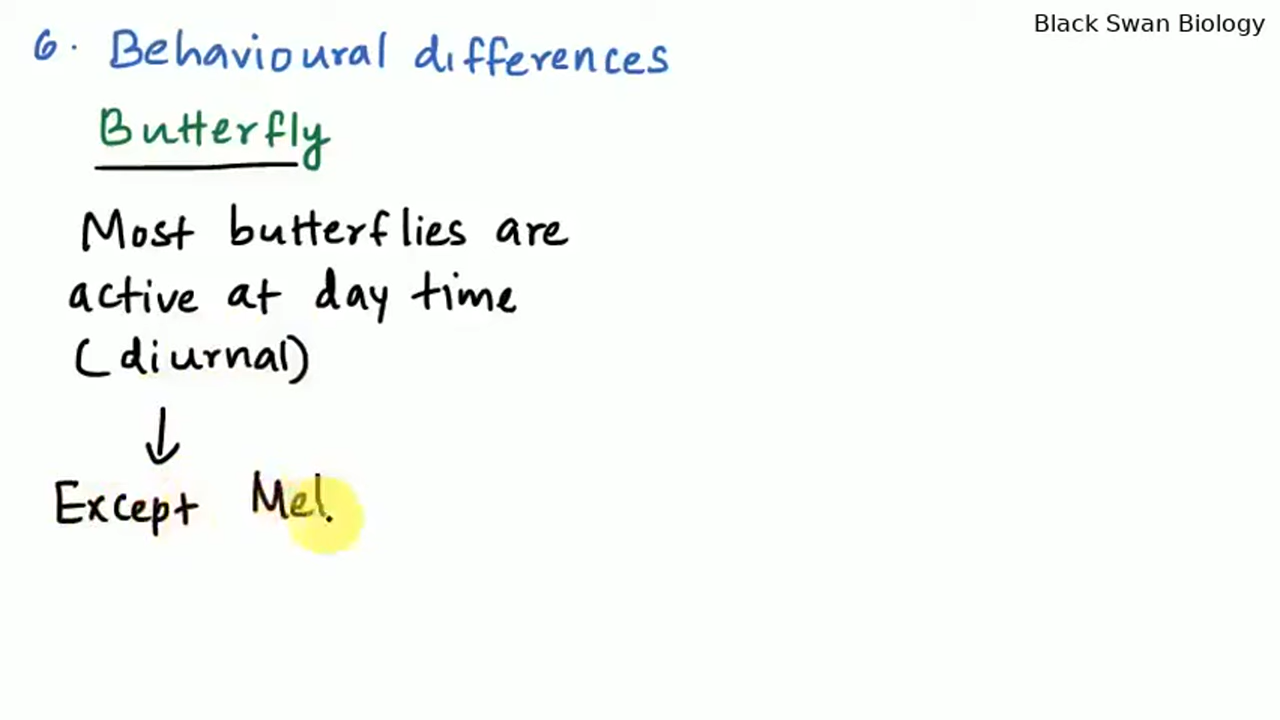 Black Swan Biology
6. Behavioural differences
Butterfly
Most butterflies are
active at day time
(diurnal)
↓
Except Mel